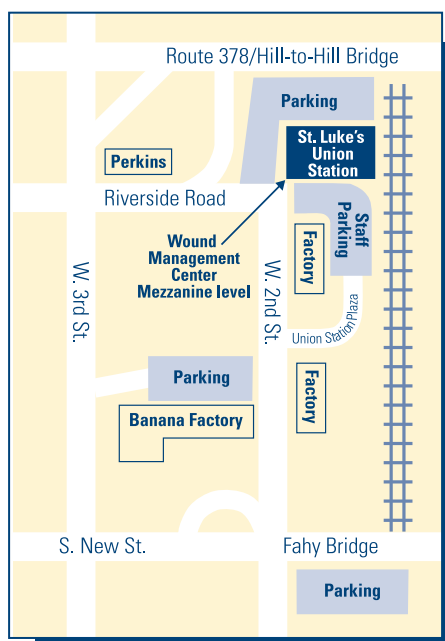 Route 378/Hill-to-Hill Bridge
Parking
St. Luke's
Union
Station
Perkins
Riverside Road
Staff
Parking
Wound
Management
Center
Mezzanine level
Factory
W. 3rd St.
W. 2nd St.
Union Station Plaza
Parking
Factory
Banana Factory
S. New St.
Fahy Bridge
Parking